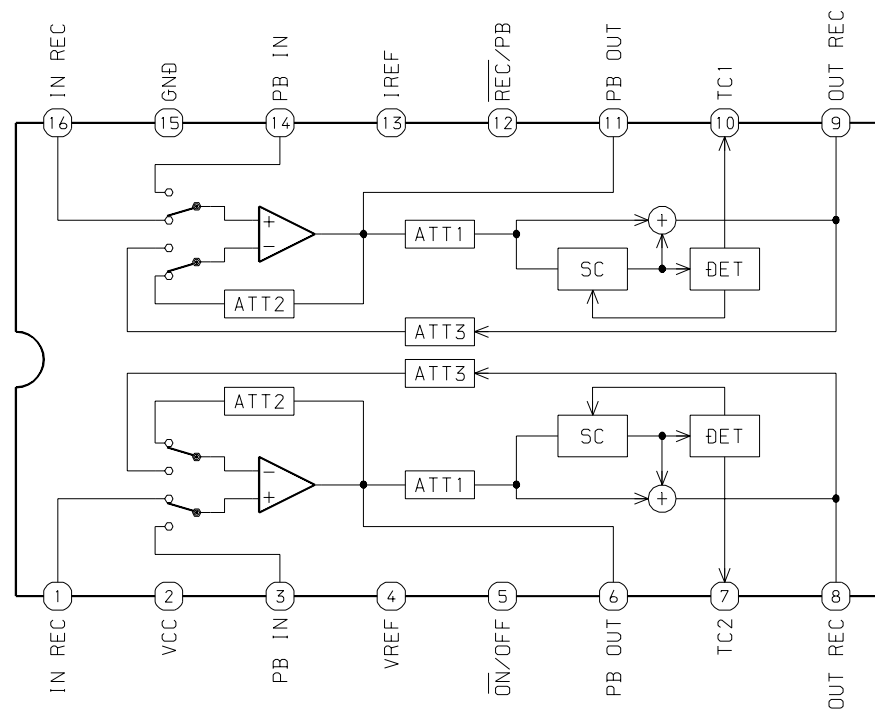 IN REC
GND
PB IN
IREF
REC/PB
PB OUT
TC1
OUT REC
16 15 14 13 12 11 10 9
+
−
ATT1
+
SC
DET
ATT2
ATT3
ATT3
ATT2
SC
DET
−
+
ATT1
+
1 2 3 4 5 6 7 8
IN REC
VCC
PB IN
VREF
ON/OFF
PB OUT
TC2
OUT REC